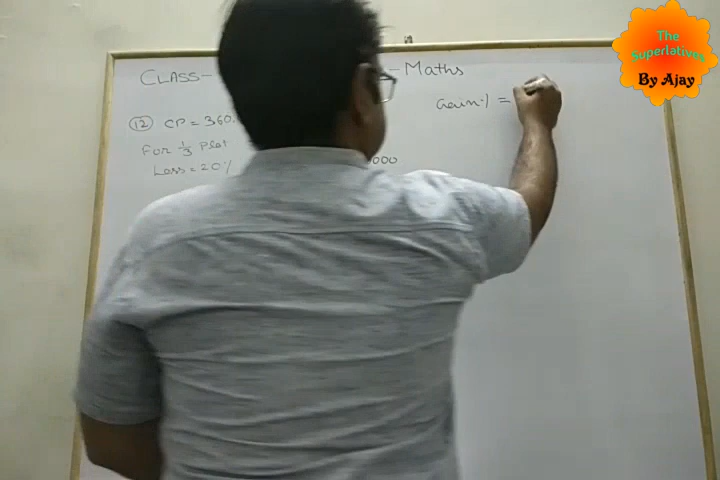 The
Superlatives
By Ajay
CLASS- -Maths
Gain% =
(12) CP = 360.
For 1/3 Plot
Loss = 20%
000